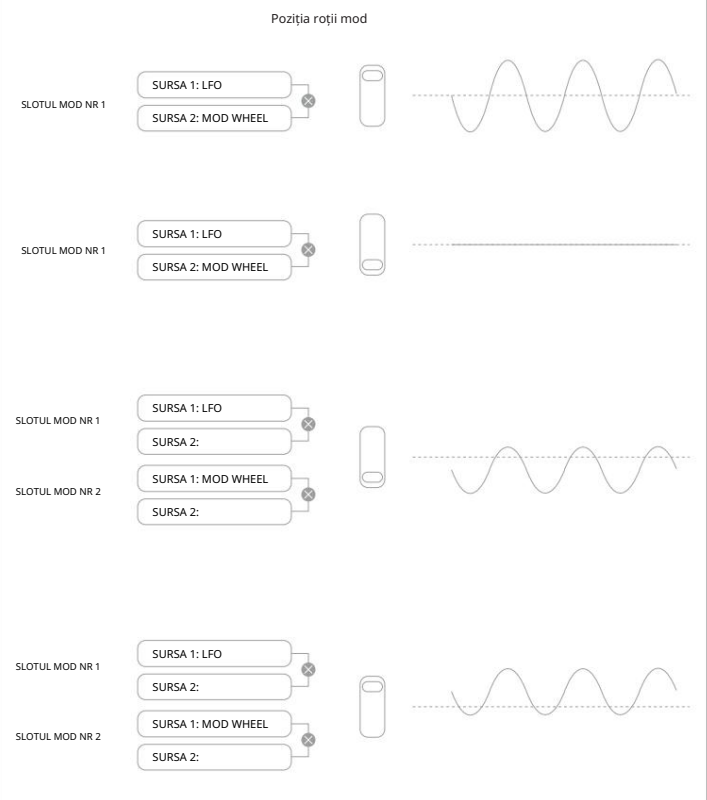 Poziția roții mod
SURSA 1: LFO
SLOTUL MOD NR 1
SURSA 2: MOD WHEEL
SURSA 1: LFO
SLOTUL MOD NR 1
SURSA 2: MOD WHEEL
SURSA 1: LFO
SLOTUL MOD NR 1
SURSA 2:
SURSA 1: MOD WHEEL
SLOTUL MOD NR 2
SURSA 2:
SURSA 1: LFO
SLOTUL MOD NR 1
SURSA 2:
SURSA 1: MOD WHEEL
SLOTUL MOD NR 2
SURSA 2: